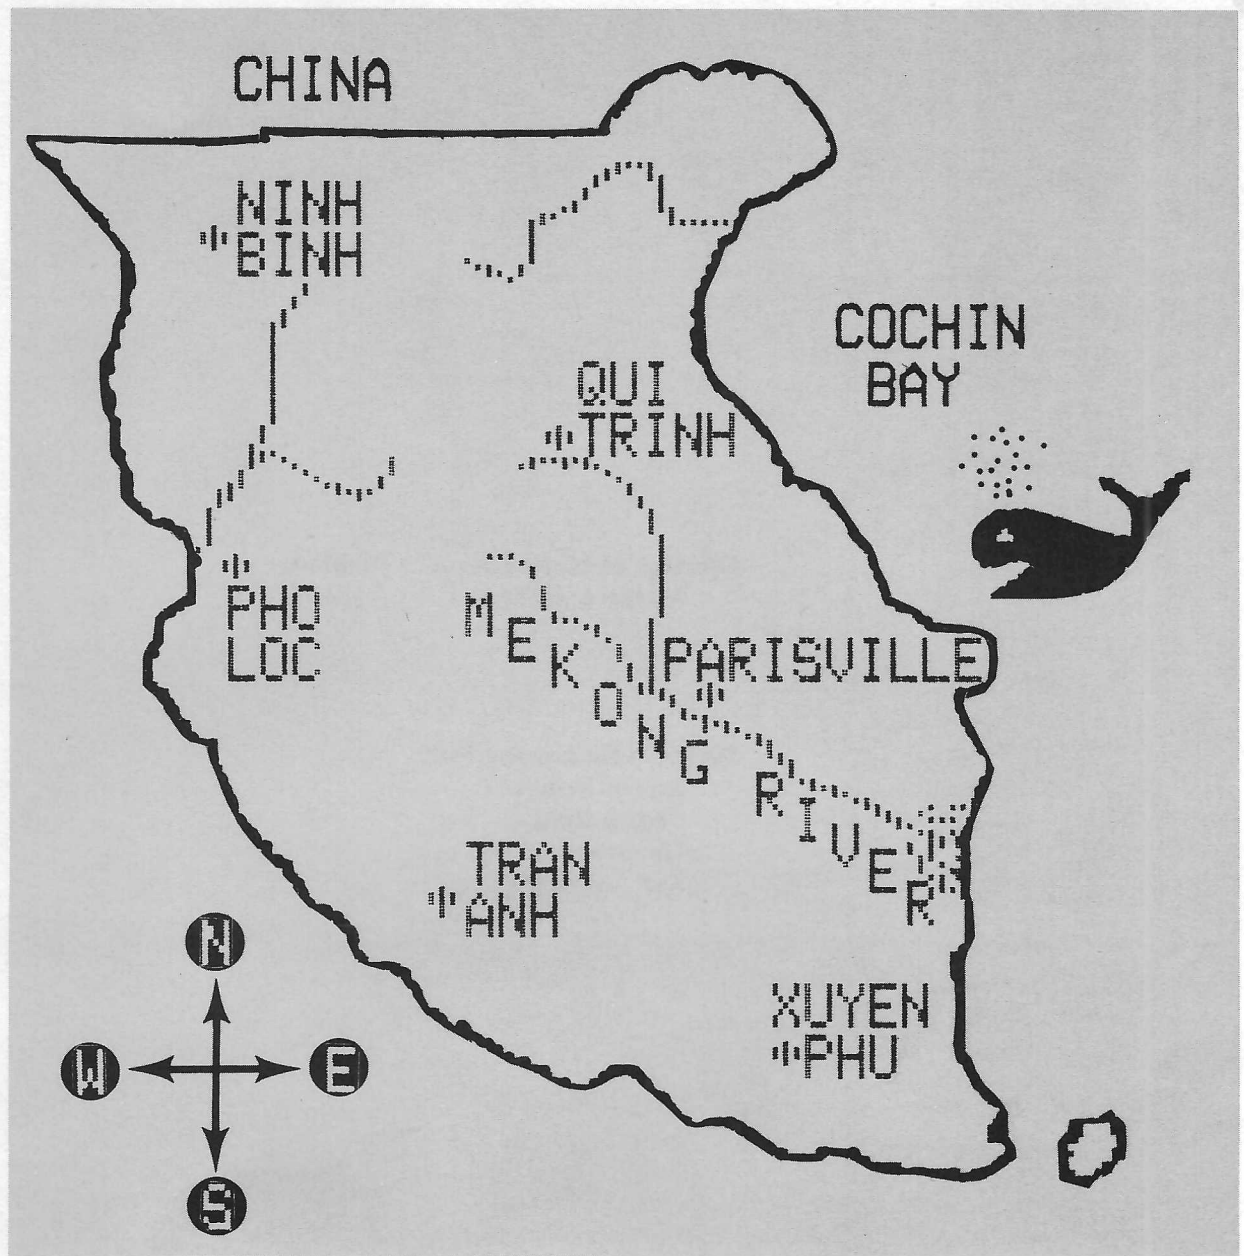 CHINA
NINH
BINH
COCHIN
BAY
QUI
TRINH
PHO
LOC
MEKONG RIVER
PARISVILLE
TRAN
ANH
XUYEN
PHU
N
W
E
S